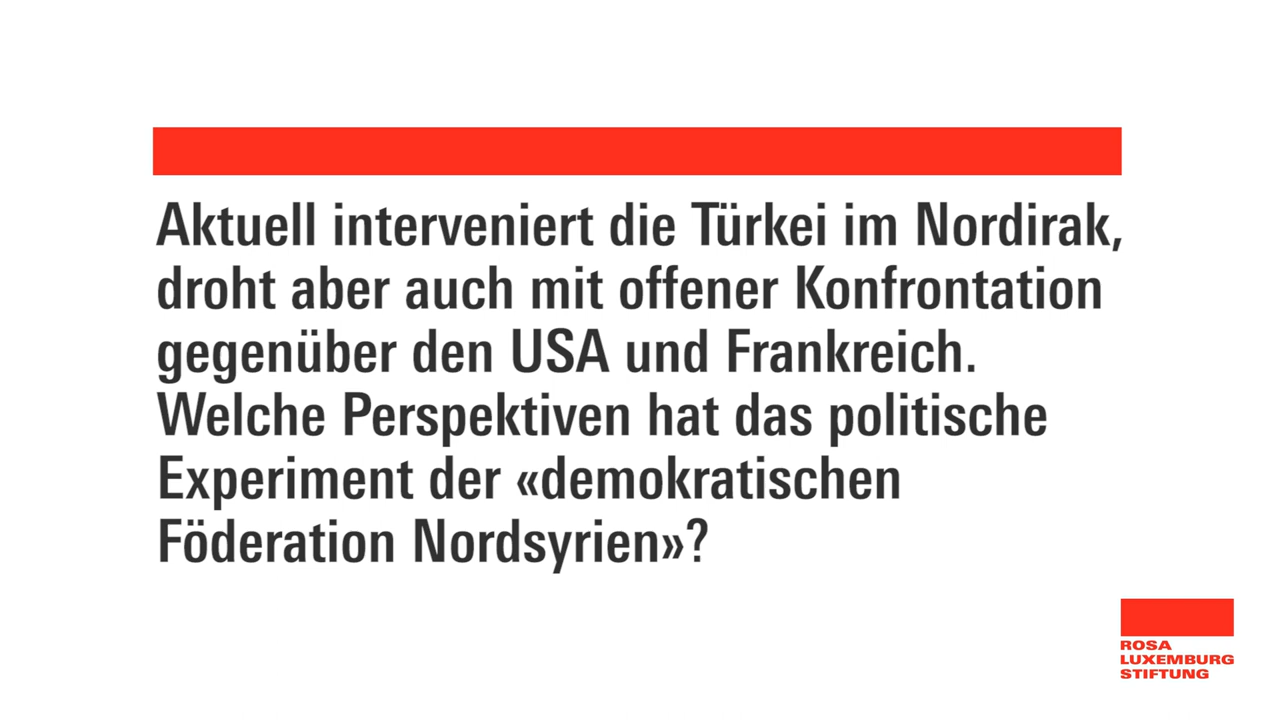 Aktuell interveniert die Türkei im Nordirak,
droht aber auch mit offener Konfrontation
gegenüber den USA und Frankreich.
Welche Perspektiven hat das politische
Experiment der «demokratischen
Föderation Nordsyrien»?
ROSA
LUXEMBURG
STIFTUNG